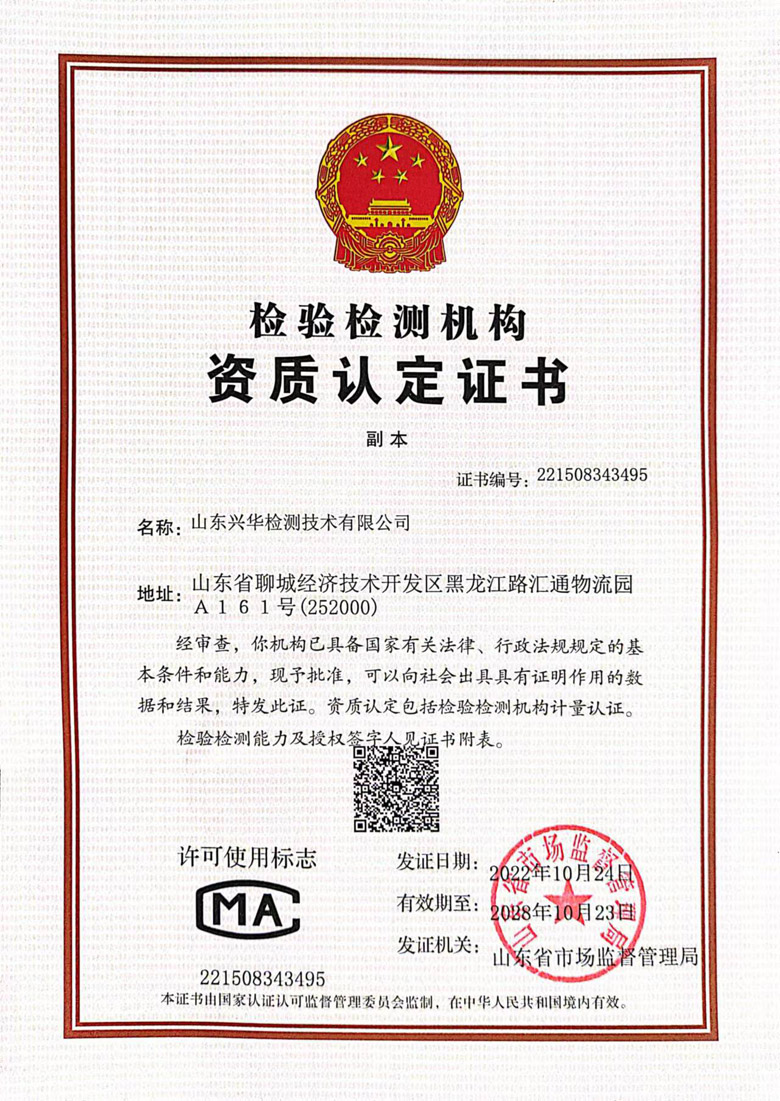 检验检测机构
资质认定证书
副本
证书编号：221508343495
名称：山东兴华检测技术有限公司
地址：山东省聊城经济技术开发区黑龙江路汇通物流园
Ａ１６１号(252000)
经审查，你机构已具备国家有关法律、行政法规规定的基
本条件和能力，现予批准，可以向社会出具具有证明作用的数
据和结果，特发此证。资质认定包括检验检测机构计量认证。
检验检测能力及授权签字人见证书附表。
许可使用标志
MA
221508343495
发证日期：2022年10月24日
有效期至：2028年10月23日
发证机关：山东省市场监督管理局
山东省市场监督管理局
本证书由国家认证认可监督管理委员会监制，在中华人民共和国境内有效。